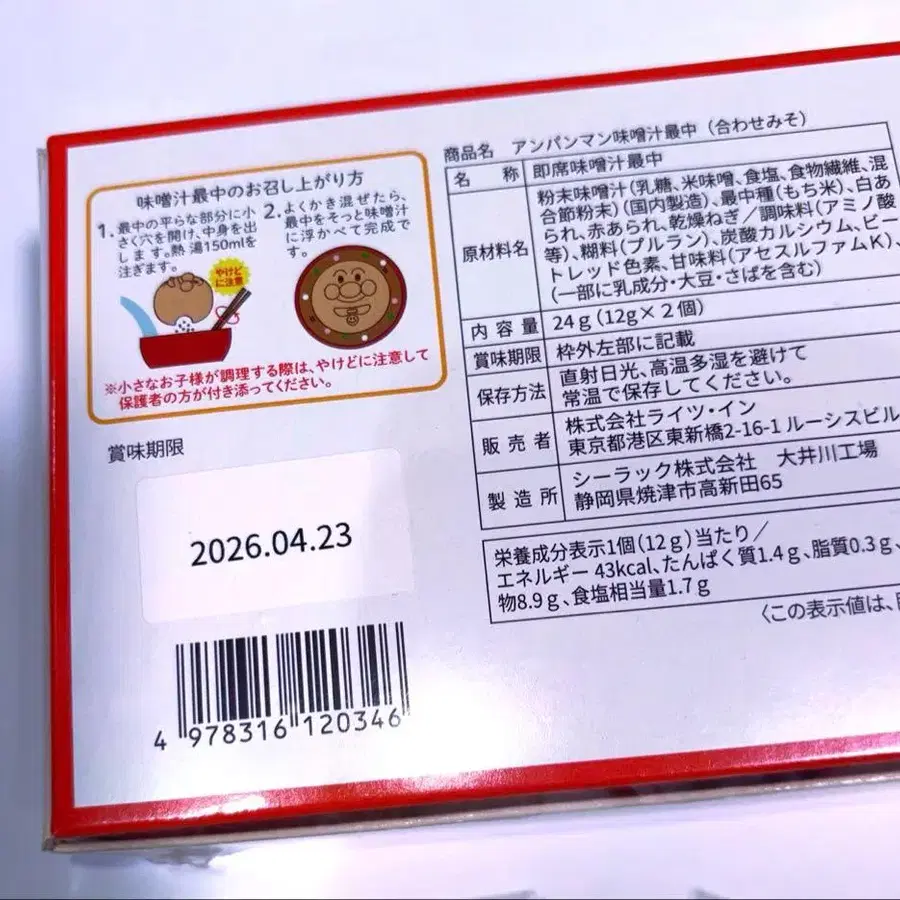 味噌汁最中のお召し上がり方
1. 最中の平らな部分に小
さく穴を開け、中身を出
します。熱湯150mlを
注ぎます。
2. よくかき混ぜたら、
最中をそっと味噌汁
に浮かべて完成で
す。
やけど
に注意
※小さなお子様が調理する際は、やけどに注意して
保護者の方が付き添ってください。
賞味期限
2026.04.23
4 978316 120346
商品名 アンパンマン味噌汁最中（合わせみそ）
名 称 即席味噌汁最中
原材料名
粉末味噌汁（乳糖、米味噌、食塩、食物繊維、混
合節粉末）（国内製造）、最中種（もち米）、白あ
られ、赤あられ、乾燥ねぎ／調味料（アミノ酸
等）、糊料（プルラン）、炭酸カルシウム、ビー
トレッド色素、甘味料（アセスルファムK）、
（一部に乳成分・大豆・さばを含む）
内容量 24g（12g×2個）
賞味期限 枠外左部に記載
保存方法 直射日光、高温多湿を避けて
常温で保存してください。
販売者 株式会社ライツ・イン
東京都港区東新橋2-16-1 ルーシスビル
製造所 シーラック株式会社 大井川工場
静岡県焼津市高新田65
栄養成分表示1個（12g）当たり／
エネルギー 43kcal、たんぱく質1.4g、脂質0.3g、
物8.9g、食塩相当量1.7g
〈この表示値は、